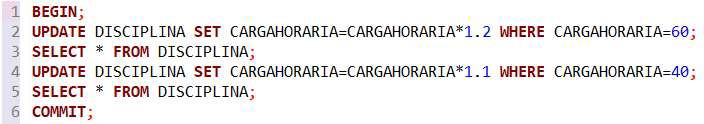 1 BEGIN;
2 UPDATE DISCIPLINA SET CARGAHORARIA=CARGAHORARIA*1.2 WHERE CARGAHORARIA=60;
3 SELECT * FROM DISCIPLINA;
4 UPDATE DISCIPLINA SET CARGAHORARIA=CARGAHORARIA*1.1 WHERE CARGAHORARIA=40;
5 SELECT * FROM DISCIPLINA;
6 COMMIT;